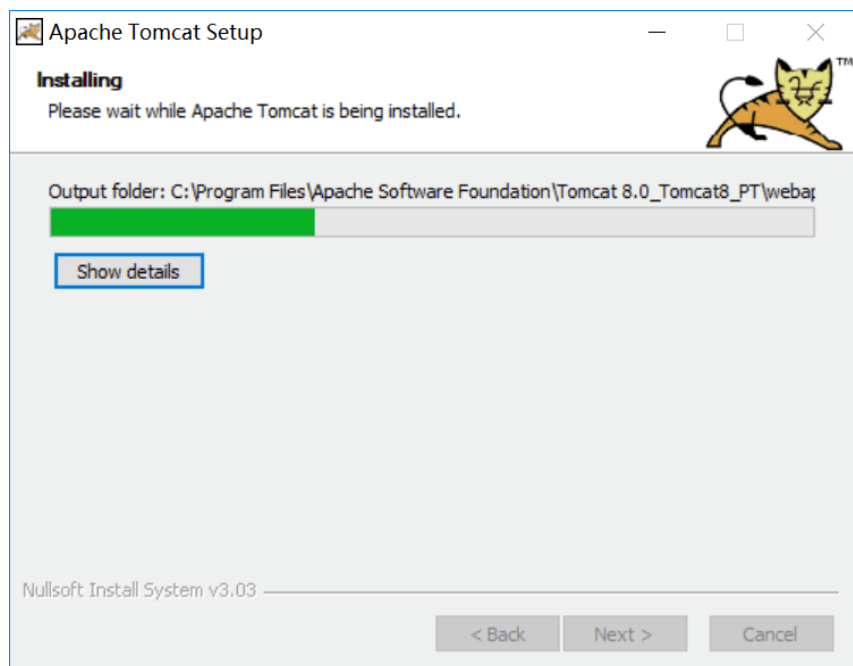 Apache Tomcat Setup
Installing
Please wait while Apache Tomcat is being installed.
TM
Output folder: C:\Program Files\Apache Software Foundation\Tomcat 8.0_Tomcat8_PT\webap
Show details
Nullsoft Install System v3.03
< Back Next > Cancel